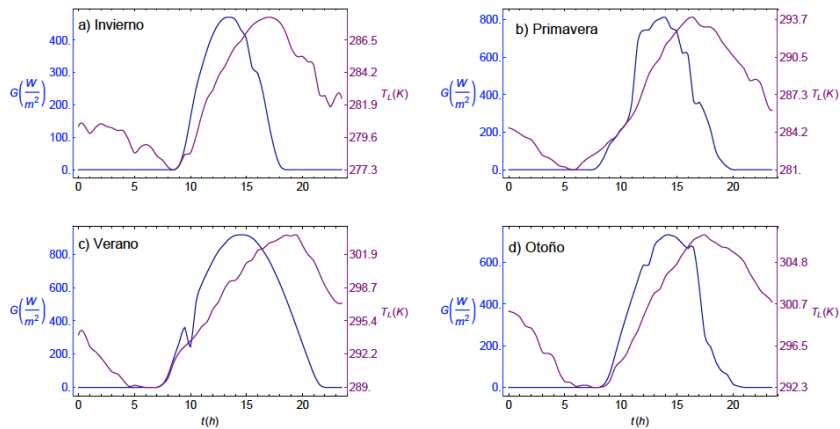 a) Invierno
400.
300.
200.
100.
0.
G(W/m²)
286.5
284.2
281.9
279.6
277.3
T_L(K)
0 5 10 15 20
b) Primavera
800.
600.
400.
200.
0.
G(W/m²)
293.7
290.5
287.3
284.2
281.
T_L(K)
0 5 10 15 20
c) Verano
800.
600.
400.
200.
0.
G(W/m²)
301.9
298.7
295.4
292.2
289.
T_L(K)
0 5 10 15 20
t(h)
d) Otoño
600.
400.
200.
0.
G(W/m²)
304.8
300.7
296.5
292.3
T_L(K)
0 5 10 15 20
t(h)